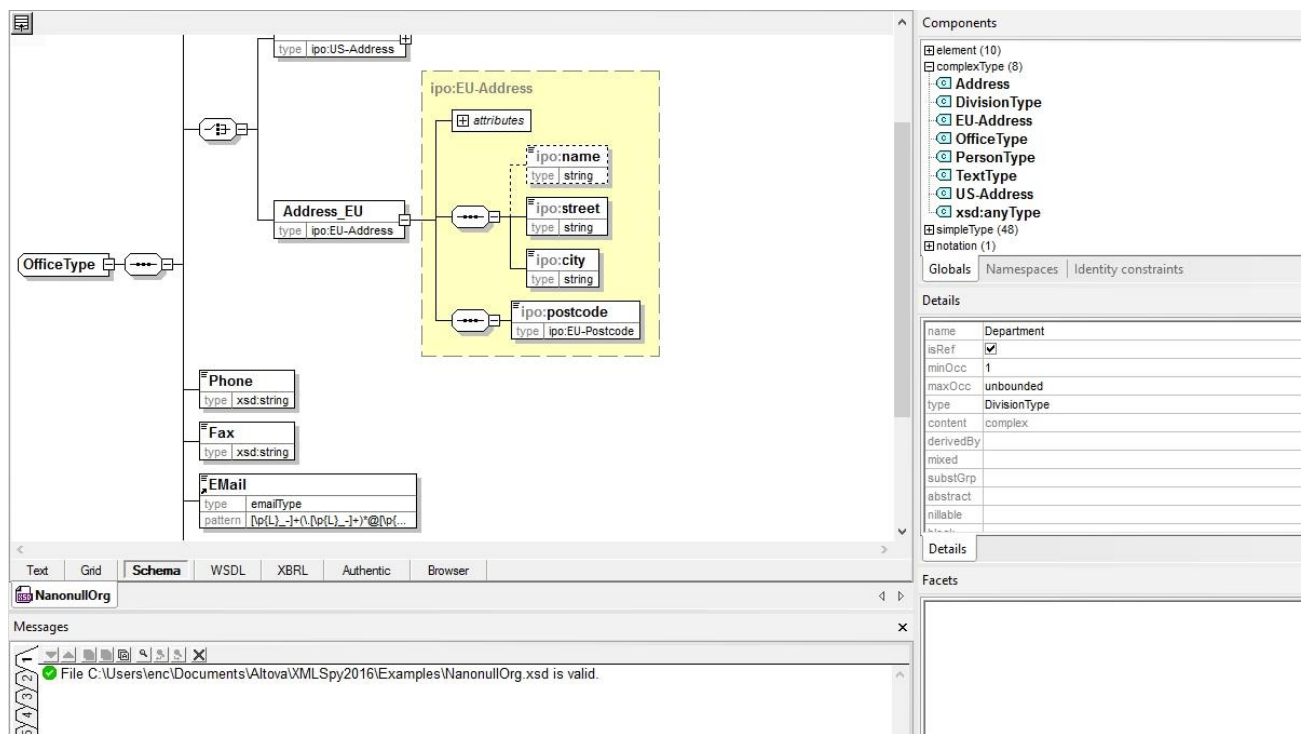 type ipo:US-Address
ipo:EU-Address
attributes
ipo:name
type string
Address_EU
type ipo:EU-Address
ipo:street
type string
ipo:city
type string
OfficeType
ipo:postcode
type ipo:EU-Postcode
Phone
type xsd:string
Fax
type xsd:string
EMail
type emailType
pattern [\p{L}_-]+(\.[\p{L}_-]+)*@[\p{...
Text Grid Schema WSDL XBRL Authentic Browser
NanonullOrg
Messages
1
2
3
4
File C:\Users\enc\Documents\Altova\XMLSpy2016\Examples\NanonullOrg.xsd is valid.
Components
element (10)
complexType (8)
Address
DivisionType
EU-Address
OfficeType
PersonType
TextType
US-Address
xsd:anyType
simpleType (48)
notation (1)
Globals Namespaces Identity constraints
Details
name Department
isRef
minOcc 1
maxOcc unbounded
type DivisionType
content complex
derivedBy
mixed
substGrp
abstract
nillable
Details
Facets